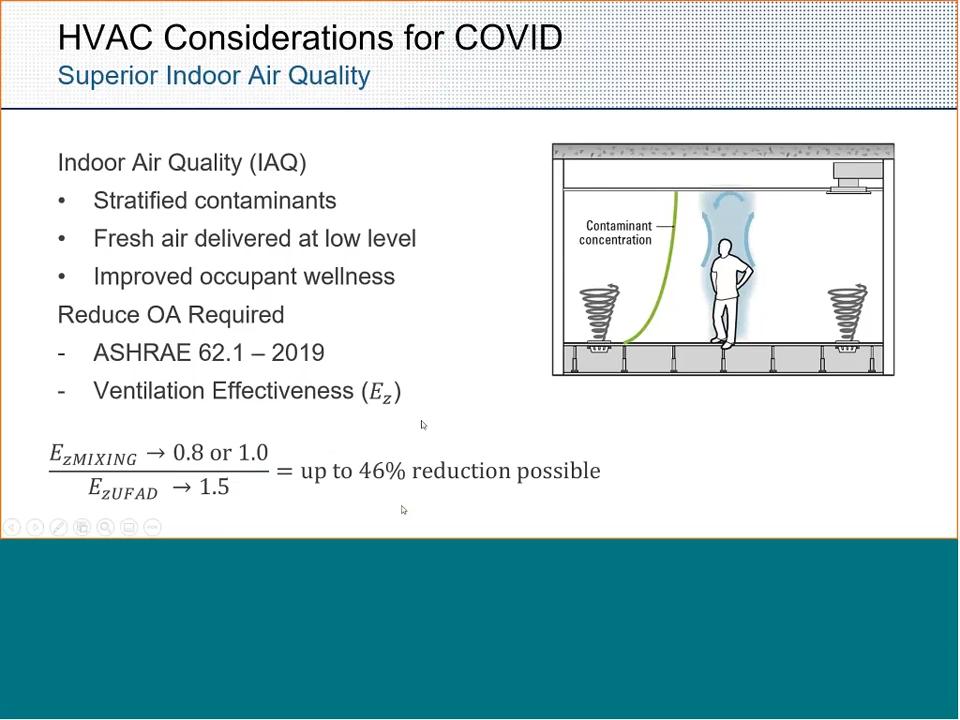 HVAC Considerations for COVID
Superior Indoor Air Quality
Indoor Air Quality (IAQ)
• Stratified contaminants
• Fresh air delivered at low level
• Improved occupant wellness
Reduce OA Required
- ASHRAE 62.1 – 2019
- Ventilation Effectiveness (E_z)
E_zMIXING → 0.8 or 1.0
E_zUFAD → 1.5
= up to 46% reduction possible
Contaminant
concentration